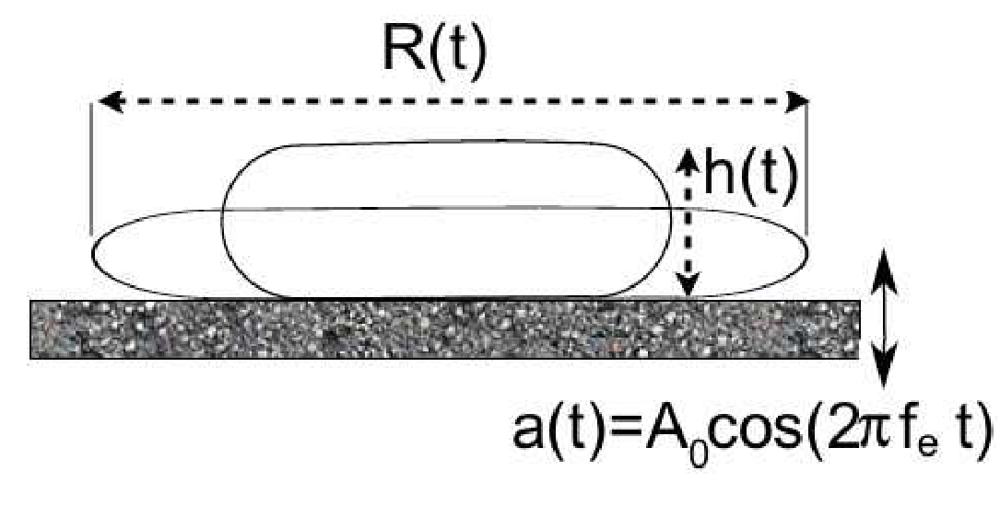 R(t)
h(t)
a(t)=A₀cos(2πfₑ t)